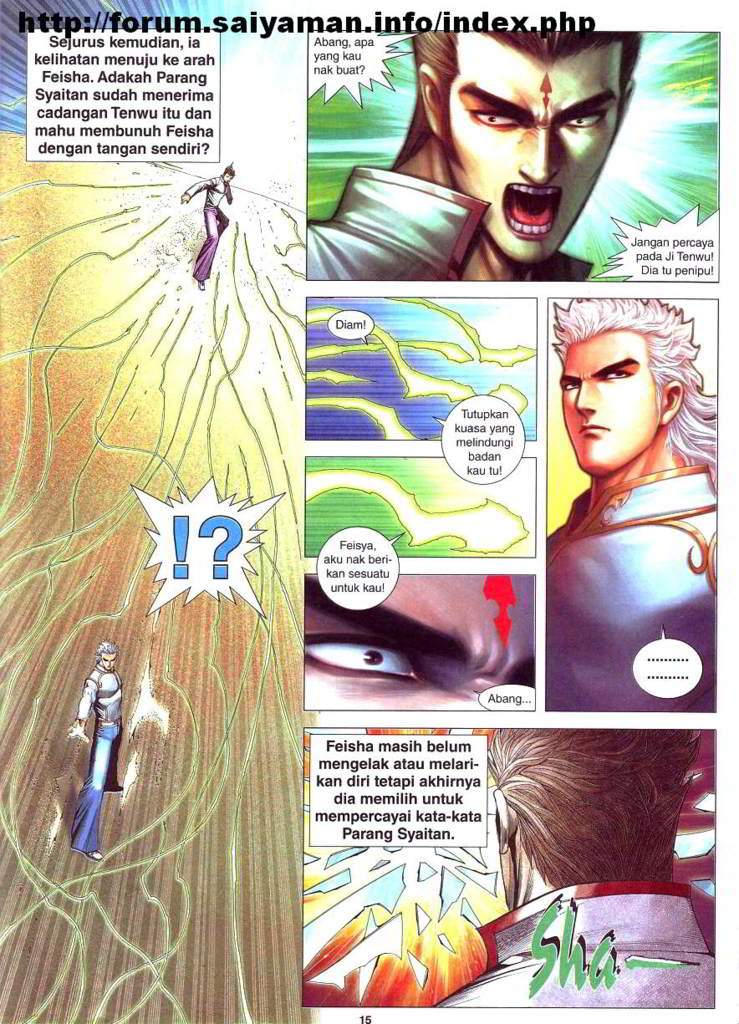 http://forum.saiyaman.info/index.php
Sejurus kemudian, ia
kelihatan menuju ke arah
Feisha. Adakah Parang
Syaitan sudah menerima
cadangan Tenwu itu dan
mahu membunuh Feisha
dengan tangan sendiri?
Abang, apa
yang kau
nak buat?
Jangan percaya
pada Ji Tenwu!
Dia tu penipu!
Diam!
Tutupkan
kuasa yang
melindungi
badan
kau tu!
Feisya,
aku nak beri-
kan sesuatu
untuk kau!
Abang...
..........
..........
!?
Feisha masih belum
mengelak atau melari-
kan diri tetapi akhirnya
dia memilih untuk
mempercayai kata-kata
Parang Syaitan.
Sha—
15